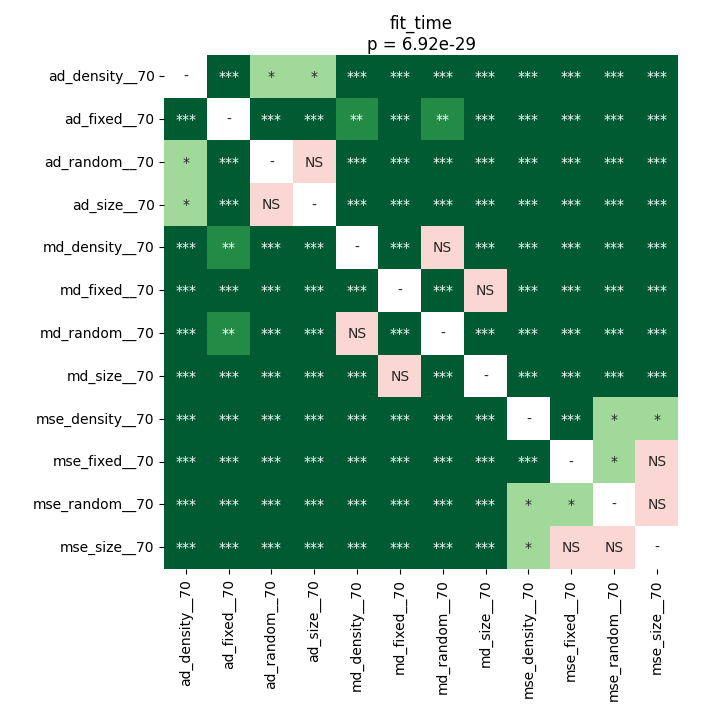 fit_time
p = 6.92e-29
ad_density__70 - *** * * *** *** *** *** *** *** *** ***
ad_fixed__70 *** - *** *** ** *** ** *** *** *** *** ***
ad_random__70 * *** - NS *** *** *** *** *** *** *** ***
ad_size__70 * *** NS - *** *** *** *** *** *** *** ***
md_density__70 *** ** *** *** - *** NS *** *** *** *** ***
md_fixed__70 *** *** *** *** *** - *** NS *** *** *** ***
md_random__70 *** ** *** *** NS *** - *** *** *** *** ***
md_size__70 *** *** *** *** *** NS *** - *** *** *** ***
mse_density__70 *** *** *** *** *** *** *** *** - *** * *
mse_fixed__70 *** *** *** *** *** *** *** *** *** - * NS
mse_random__70 *** *** *** *** *** *** *** *** * * - NS
mse_size__70 *** *** *** *** *** *** *** *** * NS NS -
ad_density__70
ad_fixed__70
ad_random__70
ad_size__70
md_density__70
md_fixed__70
md_random__70
md_size__70
mse_density__70
mse_fixed__70
mse_random__70
mse_size__70